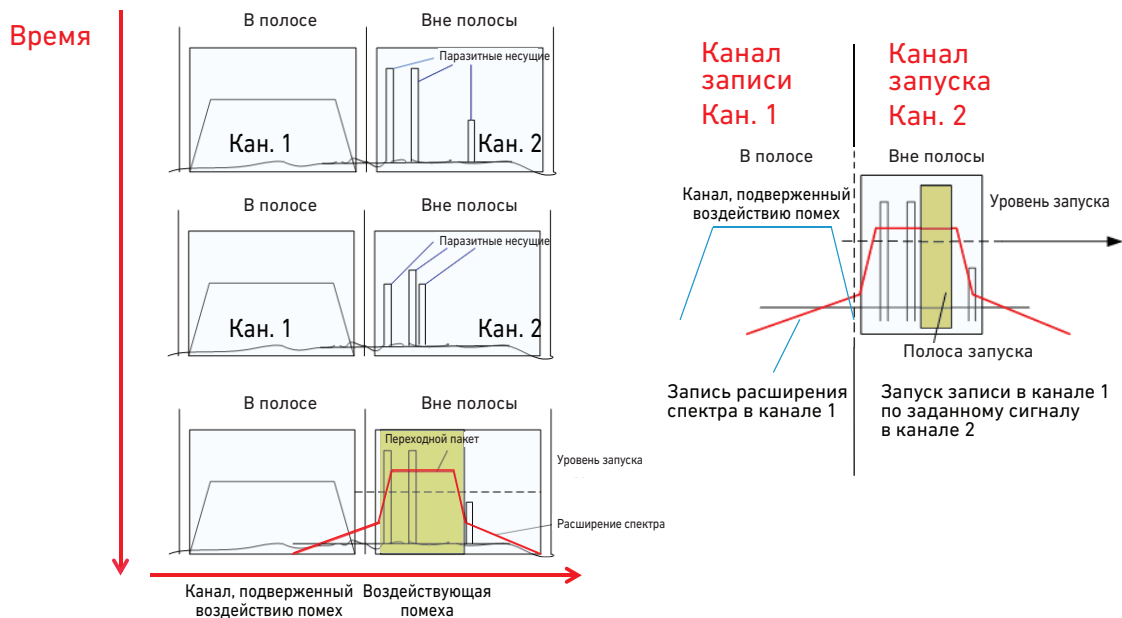 Время
В полосе
Вне полосы
Паразитные несущие
Кан. 1
Кан. 2
В полосе
Вне полосы
Паразитные несущие
Кан. 1
Кан. 2
В полосе
Вне полосы
Переходной пакет
Уровень запуска
Расширение спектра
Канал, подверженный
воздействию помех
Воздействующая
помеха
Канал
записи
Кан. 1
Канал
запуска
Кан. 2
В полосе
Вне полосы
Канал, подверженный
воздействию помех
Уровень запуска
Полоса запуска
Запись расширения
спектра в канале 1
Запуск записи в канале 1
по заданному сигналу
в канале 2